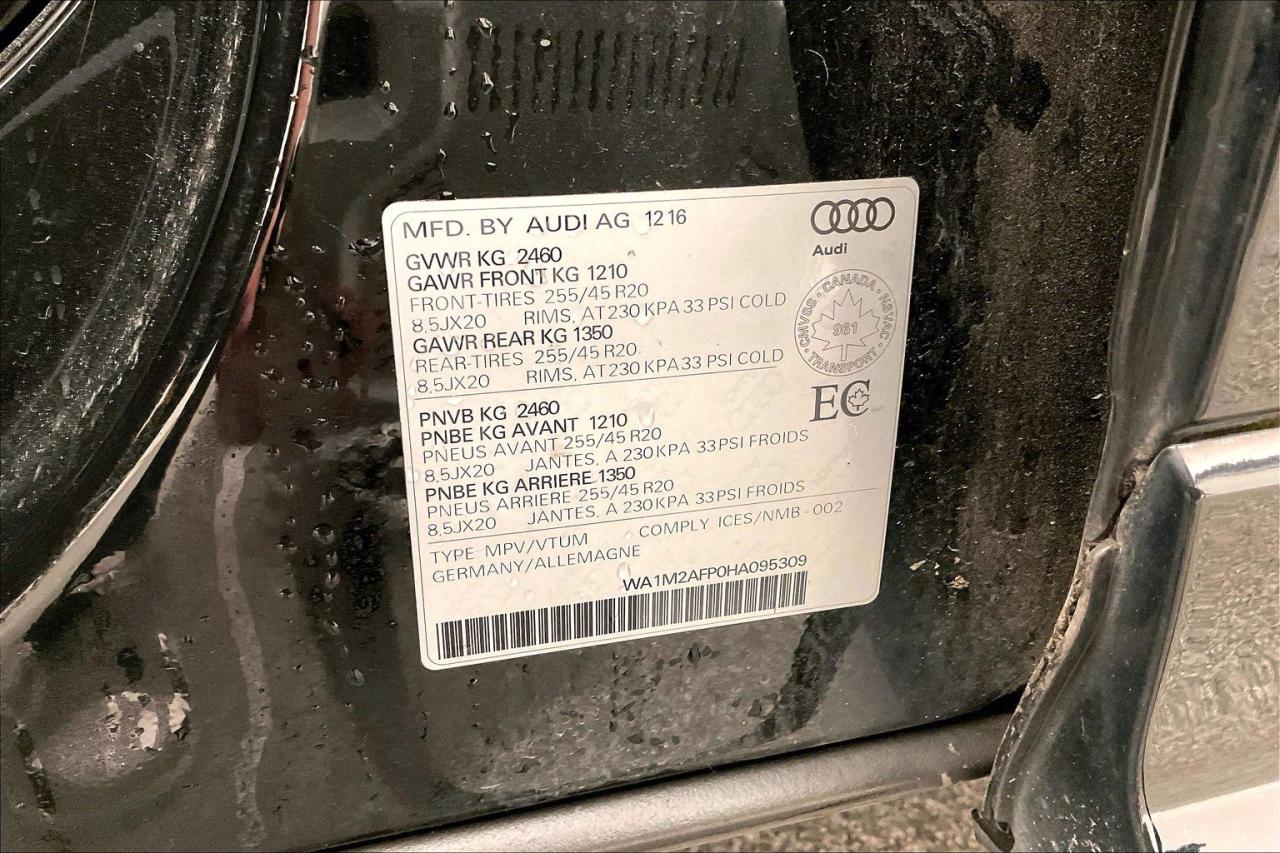 MFD. BY AUDI AG 1216
Audi
GVWR KG 2460
GAWR FRONT KG 1210
FRONT-TIRES 255/45 R20
8,5JX20 RIMS, AT 230 KPA 33 PSI COLD
GAWR REAR KG 1350
REAR-TIRES 255/45 R20
8,5JX20 RIMS, AT 230 KPA 33 PSI COLD
CMVSS · CANADA · NSVAC · TRANSPORT ·
961
EC
PNVB KG 2460
PNBE KG AVANT 1210
PNEUS AVANT 255/45 R20
8,5JX20 JANTES, A 230 KPA 33 PSI FROIDS
PNBE KG ARRIERE 1350
PNEUS ARRIERE 255/45 R20
8,5JX20 JANTES, A 230 KPA 33 PSI FROIDS
TYPE MPV/VTUM COMPLY ICES/NMB - 002
GERMANY/ALLEMAGNE
WA1M2AFP0HA095309